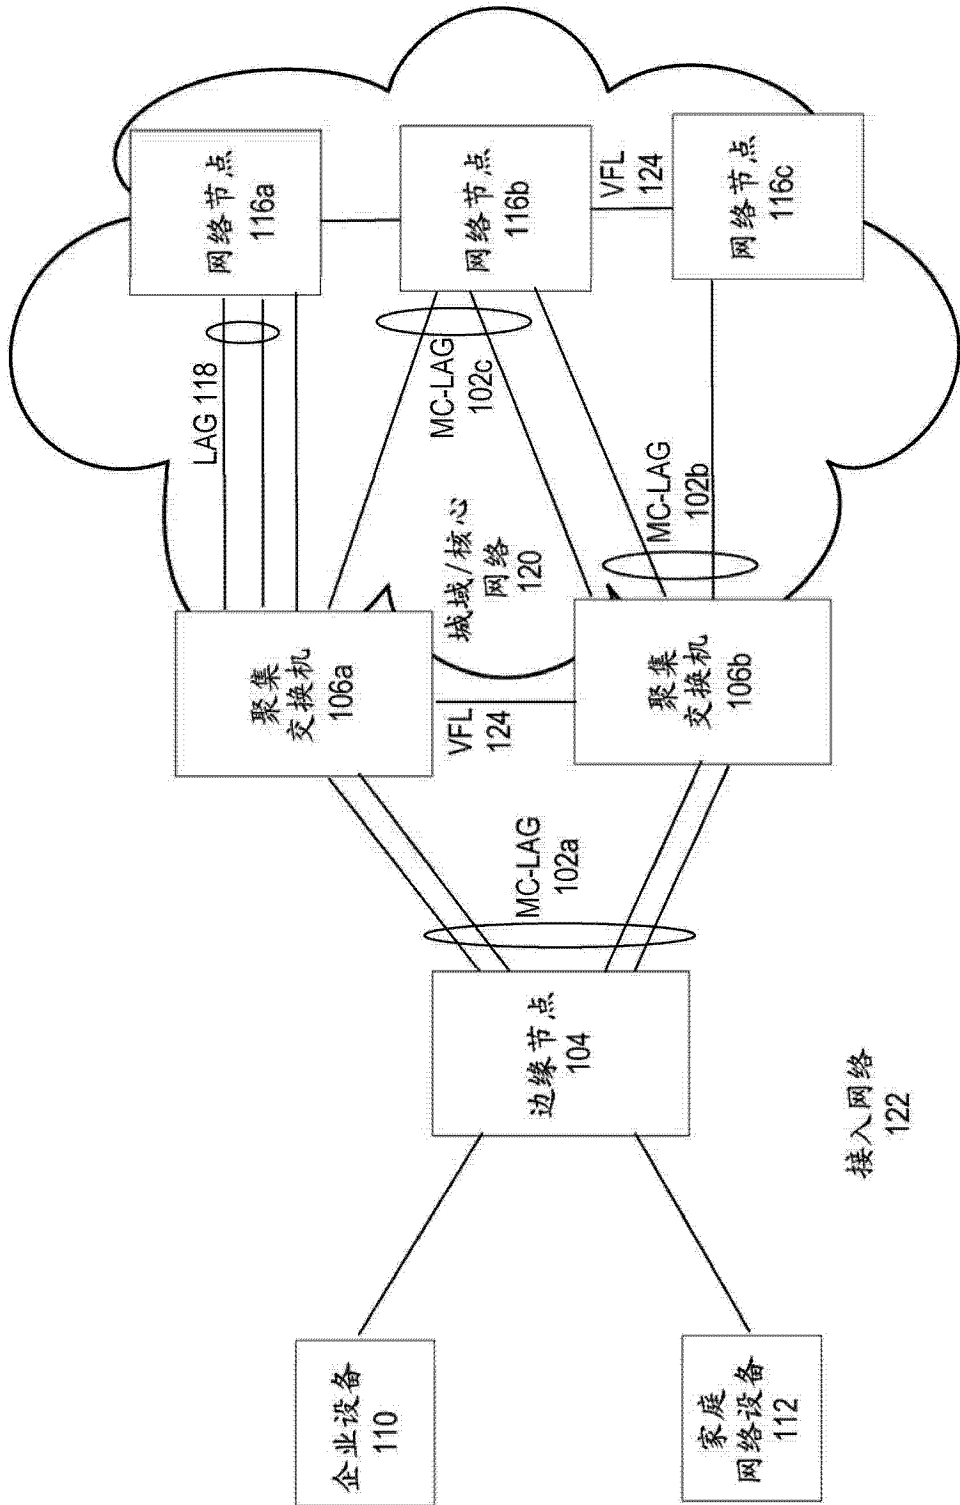 企业设备
110
家庭
网络设备
112
边缘节点
104
接入网络
122
MC-LAG
102a
聚集
交换机
106a
VFL
124
聚集
交换机
106b
城域/核心
网络
120
LAG 118
MC-LAG
102c
MC-LAG
102b
网络节点
116a
网络节点
116b
VFL
124
网络节点
116c